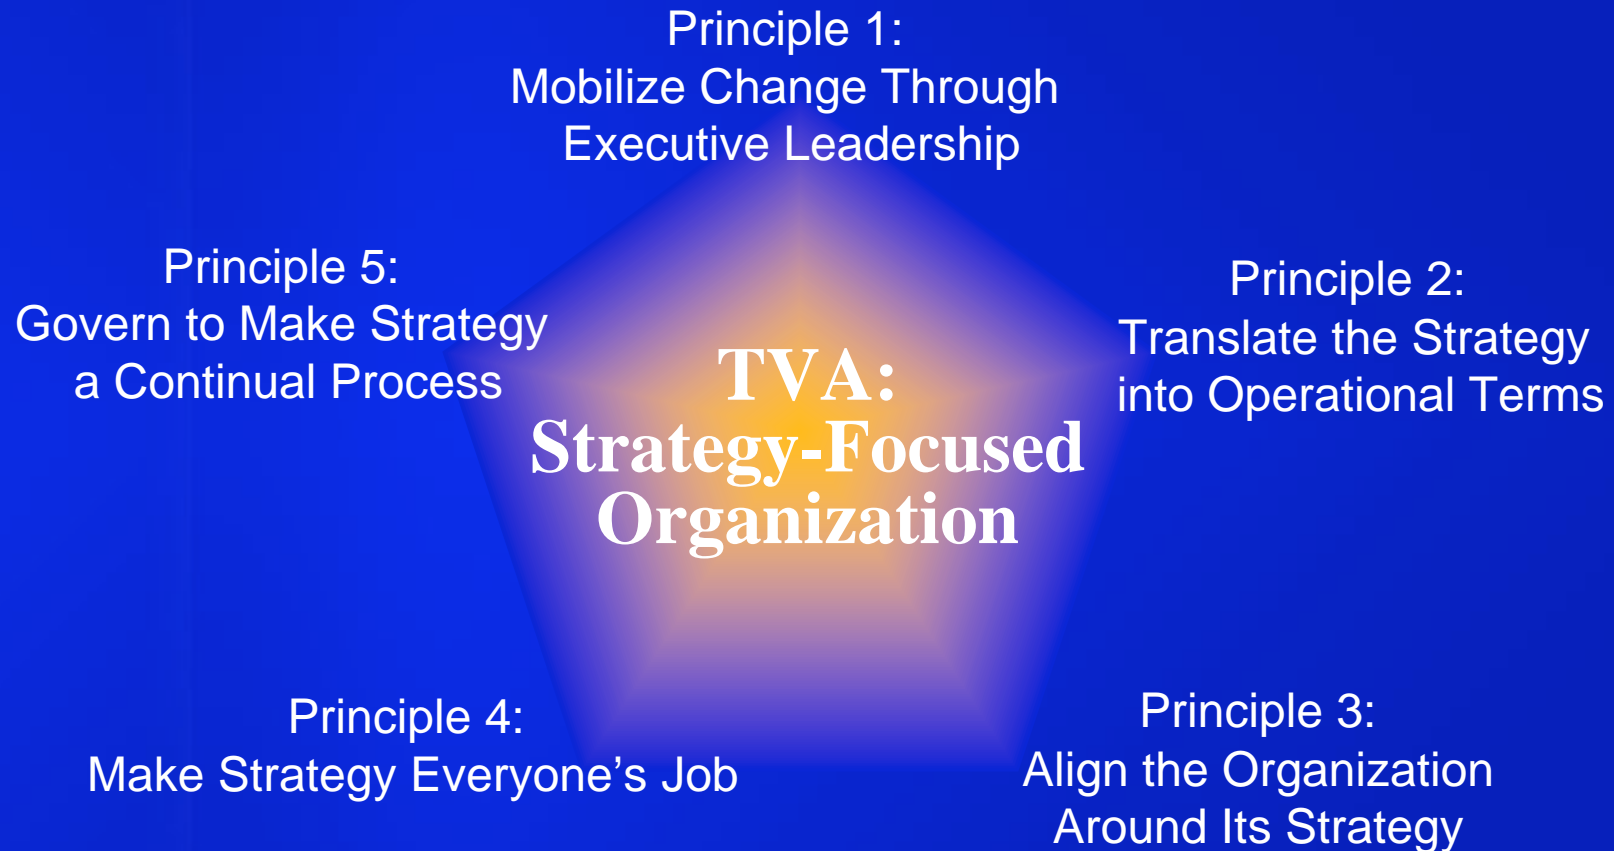 Principle 1:
Mobilize Change Through
Executive Leadership
Principle 5:
Govern to Make Strategy
a Continual Process
Principle 2:
Translate the Strategy
into Operational Terms
TVA:
Strategy-Focused
Organization
Principle 4:
Make Strategy Everyone’s Job
Principle 3:
Align the Organization
Around Its Strategy